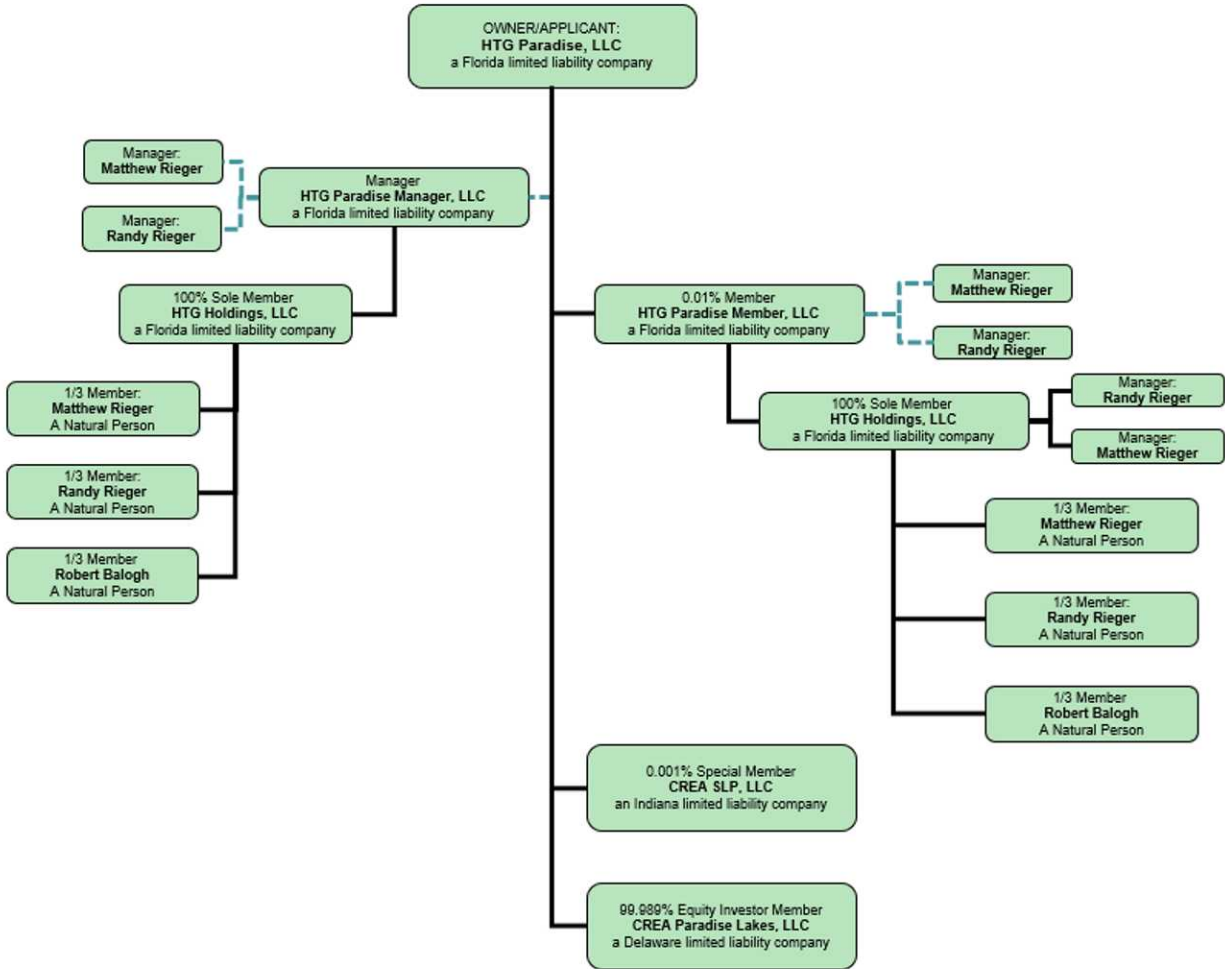 OWNER/APPLICANT:
HTG Paradise, LLC
a Florida limited liability company
Manager:
Matthew Rieger
Manager:
Randy Rieger
Manager
HTG Paradise Manager, LLC
a Florida limited liability company
100% Sole Member
HTG Holdings, LLC
a Florida limited liability company
1/3 Member:
Matthew Rieger
A Natural Person
1/3 Member:
Randy Rieger
A Natural Person
1/3 Member
Robert Balogh
A Natural Person
0.01% Member
HTG Paradise Member, LLC
a Florida limited liability company
Manager:
Matthew Rieger
Manager:
Randy Rieger
100% Sole Member
HTG Holdings, LLC
a Florida limited liability company
Manager:
Randy Rieger
Manager:
Matthew Rieger
1/3 Member:
Matthew Rieger
A Natural Person
1/3 Member:
Randy Rieger
A Natural Person
1/3 Member
Robert Balogh
A Natural Person
0.001% Special Member
CREA SLP, LLC
an Indiana limited liability company
99.989% Equity Investor Member
CREA Paradise Lakes, LLC
a Delaware limited liability company